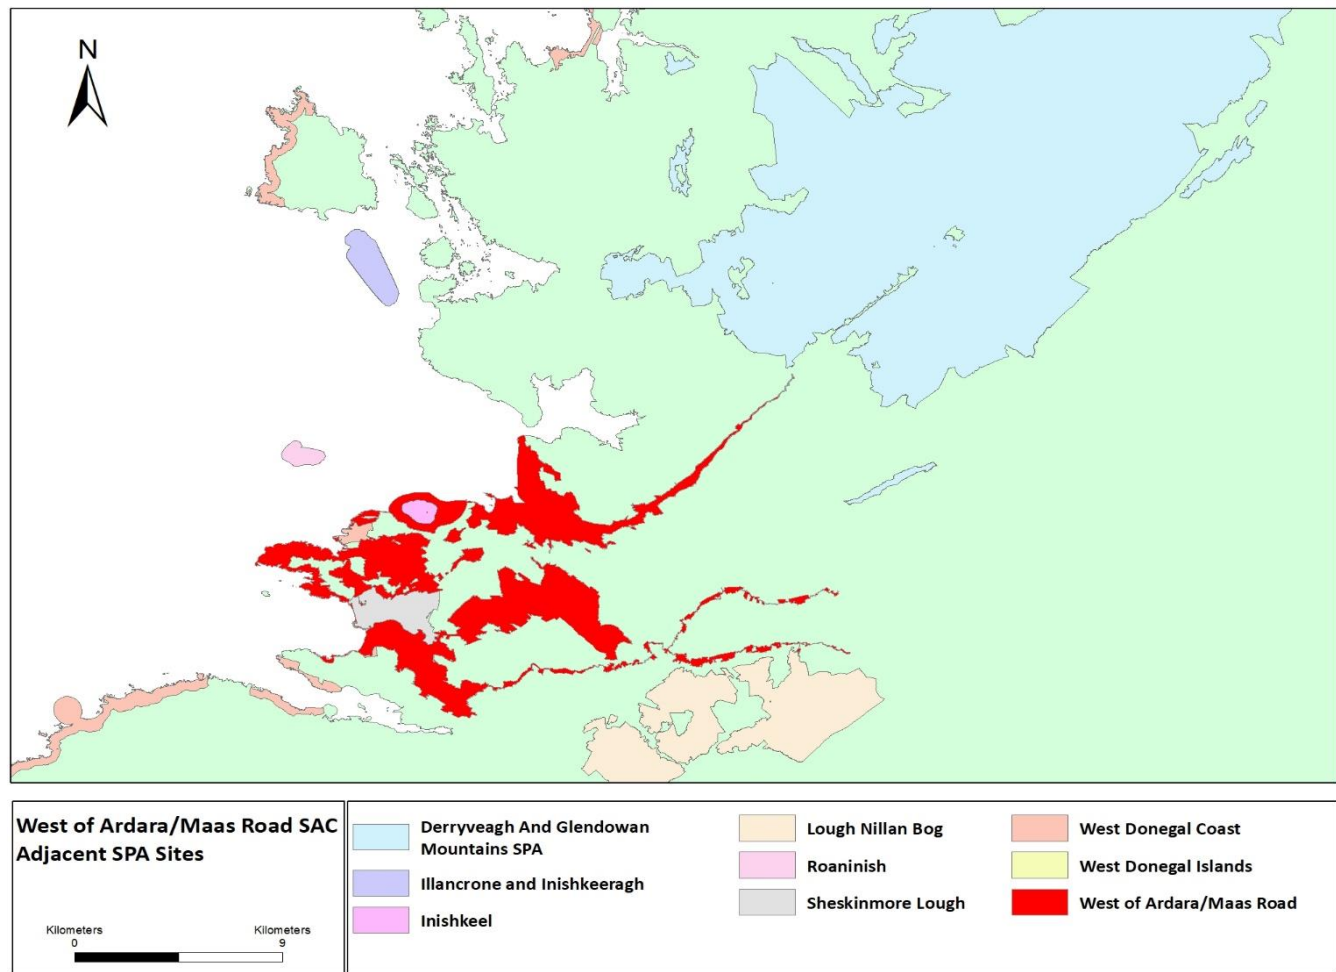 N
West of Ardara/Maas Road SAC
Adjacent SPA Sites
Kilometers Kilometers
0 9
Derryveagh And Glendowan
Mountains SPA
Illancrone and Inishkeeragh
Inishkeel
Lough Nillan Bog
Roaninish
Sheskinmore Lough
West Donegal Coast
West Donegal Islands
West of Ardara/Maas Road